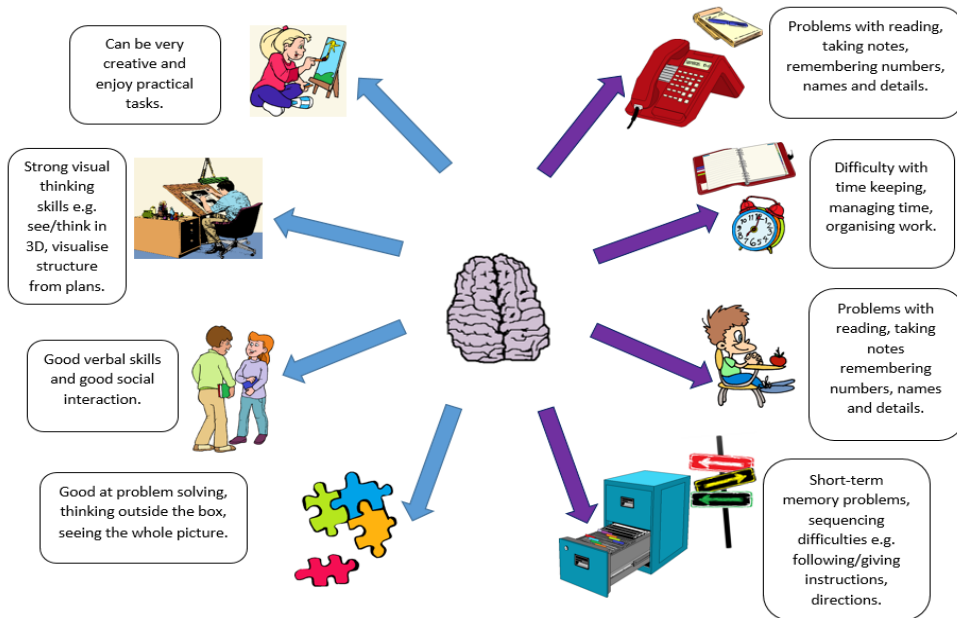 Can be very
creative and
enjoy practical
tasks.
Strong visual
thinking
skills e.g.
see/think in
3D, visualise
structure
from plans.
Good verbal skills
and good social
interaction.
Good at problem solving,
thinking outside the box,
seeing the whole picture.
Problems with reading,
taking notes,
remembering numbers,
names and details.
Difficulty with
time keeping,
managing time,
organising work.
Problems with
reading, taking
notes
remembering
numbers, names
and details.
Short-term
memory problems,
sequencing
difficulties e.g.
following/giving
instructions,
directions.